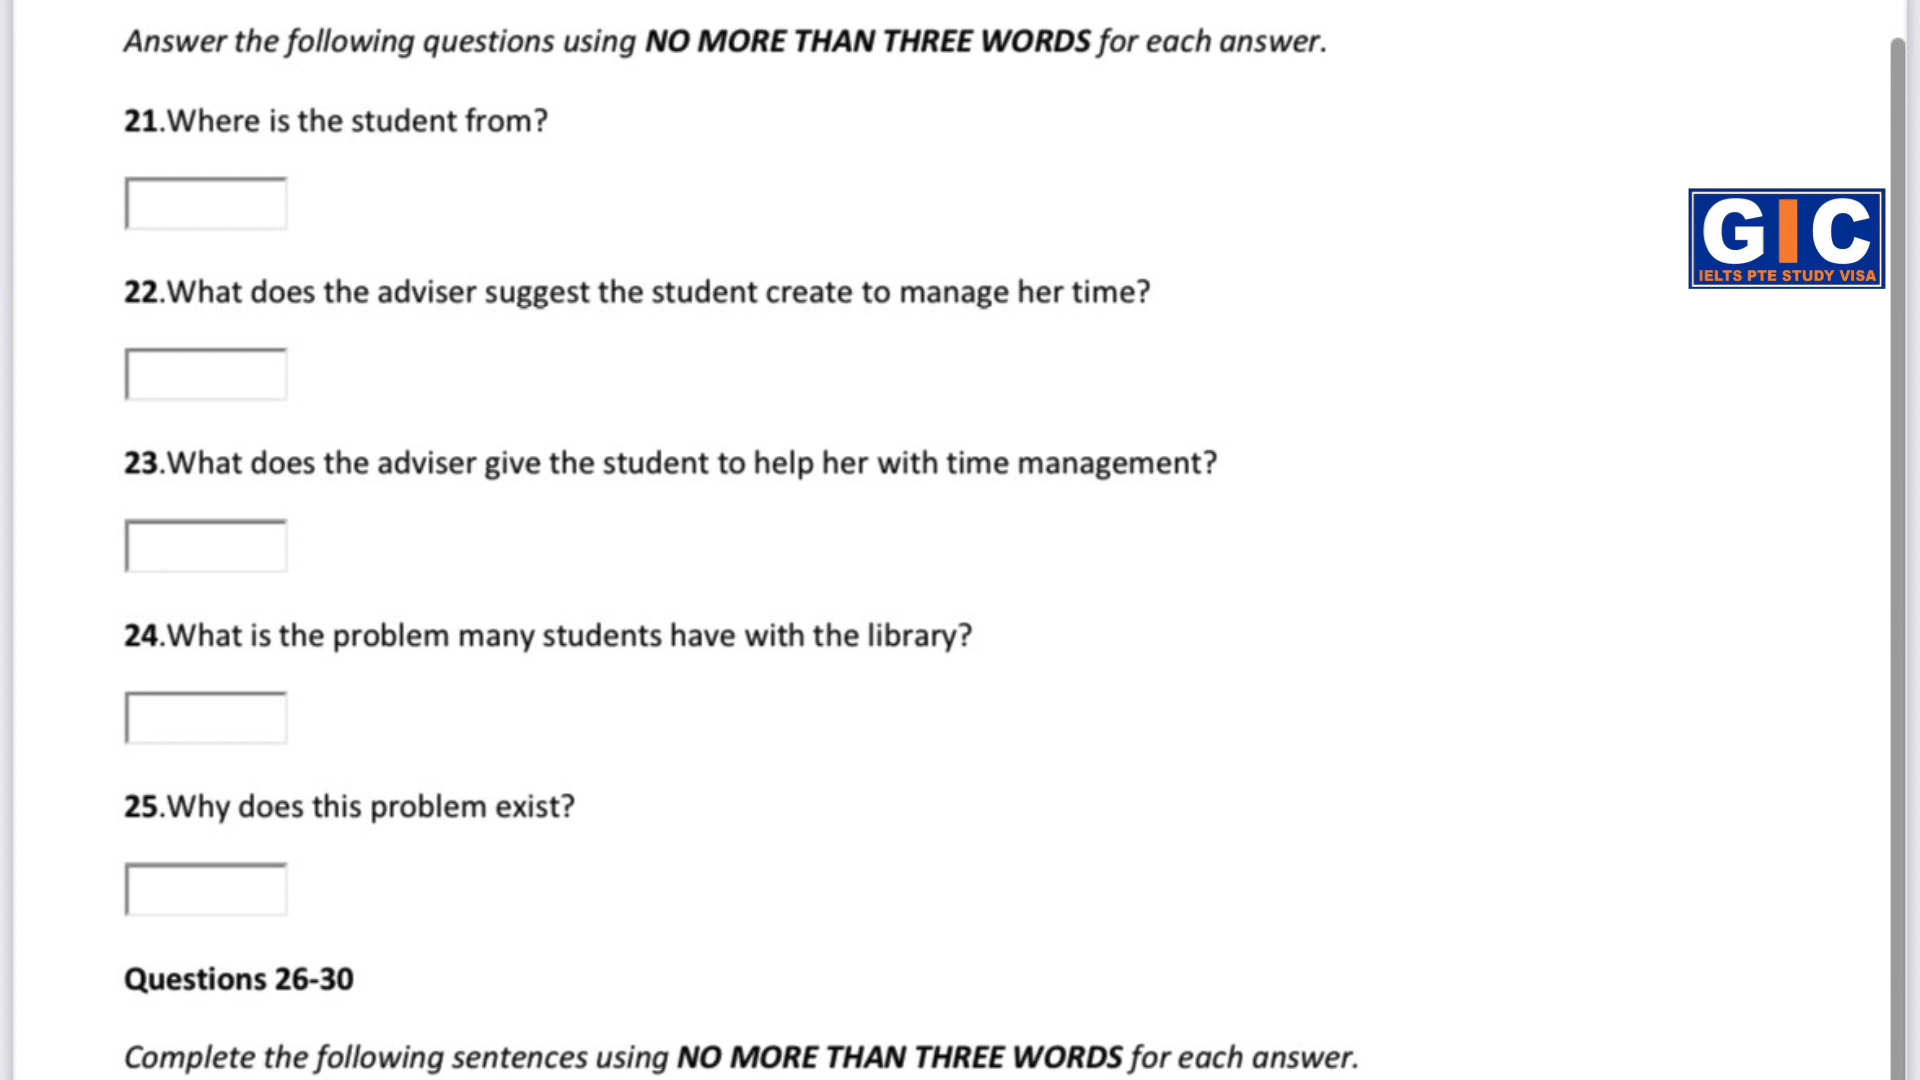 Answer the following questions using NO MORE THAN THREE WORDS for each answer.
21.Where is the student from?
GIC
IELTS PTE STUDY VISA
22.What does the adviser suggest the student create to manage her time?
23.What does the adviser give the student to help her with time management?
24.What is the problem many students have with the library?
25.Why does this problem exist?
Questions 26-30
Complete the following sentences using NO MORE THAN THREE WORDS for each answer.